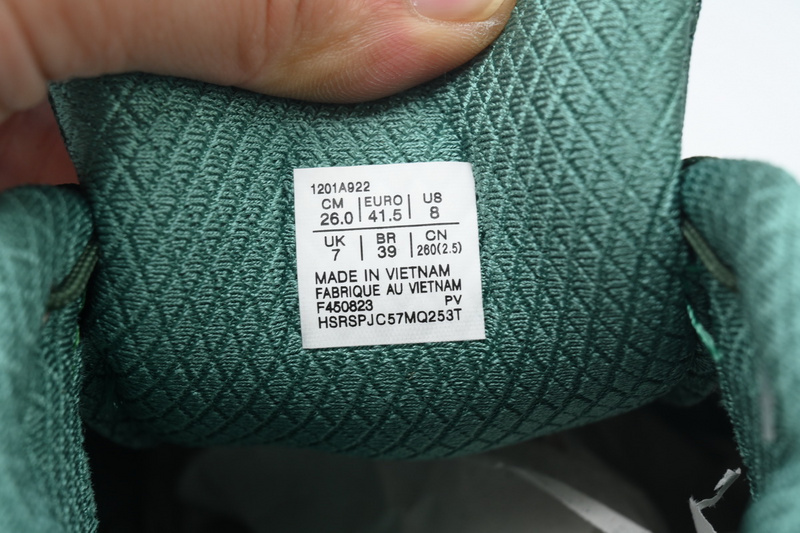 1201A922
CM EURO US
26.0 41.5 8
UK BR CN
7 39 260(2.5)
MADE IN VIETNAM
FABRIQUE AU VIETNAM
F450823 PV
HSRSPJC57MQ253T